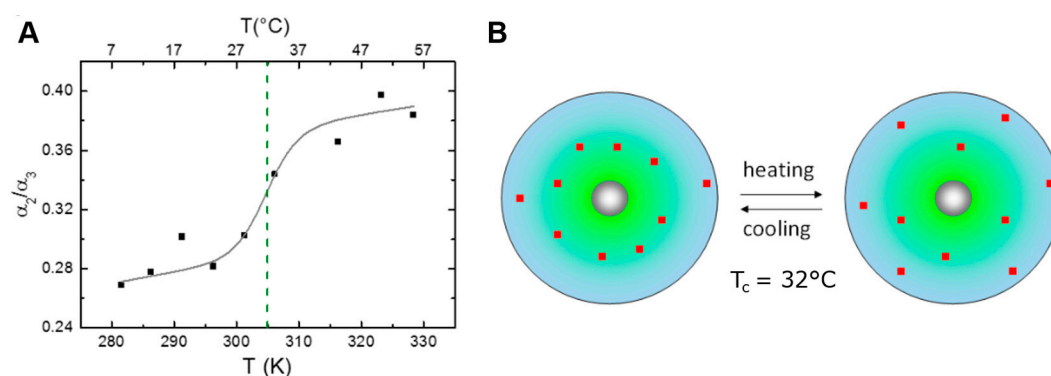 A
T(°C)
7 17 27 37 47 57
0.40
0.36
0.32
0.28
0.24
α2/α3
280 290 300 310 320 330
T (K)
B
heating
cooling
Tc = 32°C